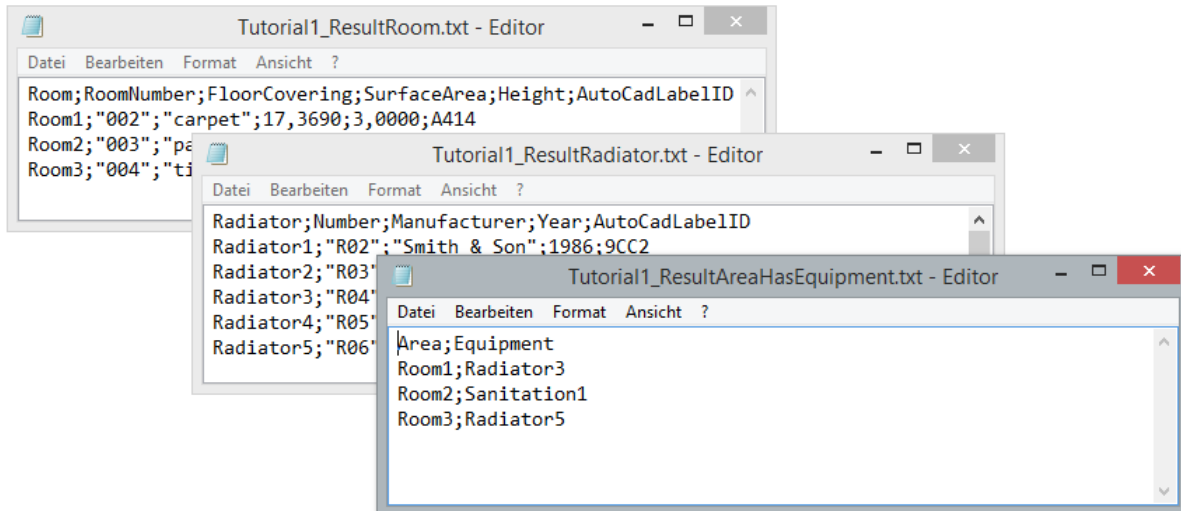 Tutorial1_ResultRoom.txt - Editor
Datei Bearbeiten Format Ansicht ?
Room;RoomNumber;FloorCovering;SurfaceArea;Height;AutoCadLabelID
Room1;"002";"carpet";17,3690;3,0000;A414
Room2;"003";"pa
Room3;"004";"ti
Tutorial1_ResultRadiator.txt - Editor
Datei Bearbeiten Format Ansicht ?
Radiator;Number;Manufacturer;Year;AutoCadLabelID
Radiator1;"R02";"Smith & Son";1986;9CC2
Radiator2;"R03"
Radiator3;"R04"
Radiator4;"R05"
Radiator5;"R06"
Tutorial1_ResultAreaHasEquipment.txt - Editor
Datei Bearbeiten Format Ansicht ?
Area;Equipment
Room1;Radiator3
Room2;Sanitation1
Room3;Radiator5